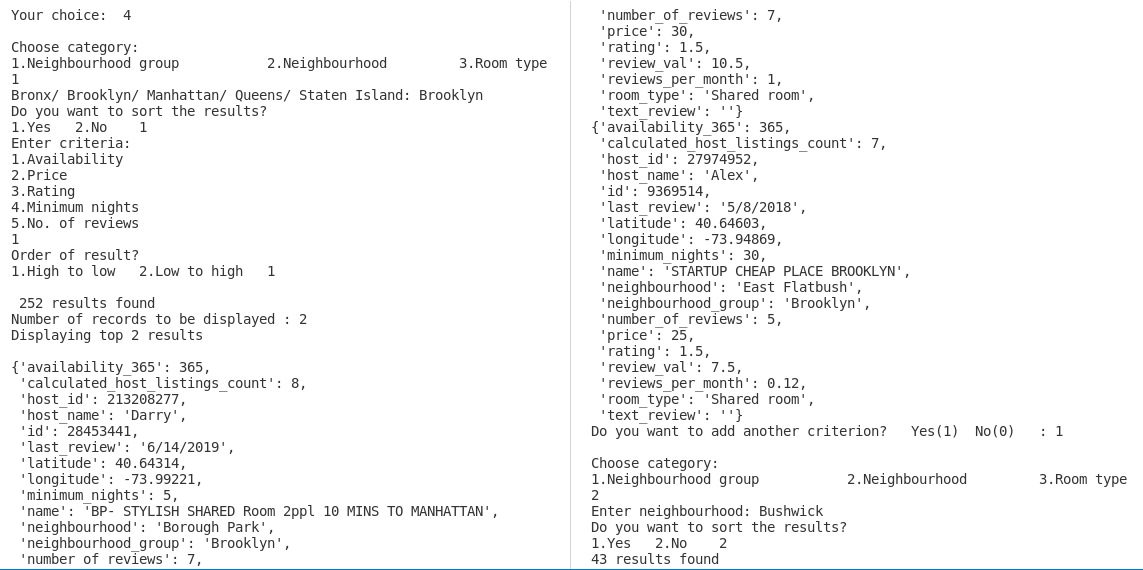 Your choice:  4
Choose category:
1.Neighbourhood group           2.Neighbourhood         3.Room type
1
Bronx/ Brooklyn/ Manhattan/ Queens/ Staten Island: Brooklyn
Do you want to sort the results?
1.Yes   2.No    1
Enter criteria:
1.Availability
2.Price
3.Rating
4.Minimum nights
5.No. of reviews
1
Order of result?
1.High to low   2.Low to high   1
252 results found
Number of records to be displayed : 2
Displaying top 2 results
{'availability_365': 365,
'calculated_host_listings_count': 8,
'host_id': 213208277,
'host_name': 'Darry',
'id': 28453441,
'last_review': '6/14/2019',
'latitude': 40.64314,
'longitude': -73.99221,
'minimum_nights': 5,
'name': 'BP- STYLISH SHARED Room 2ppl 10 MINS TO MANHATTAN',
'neighbourhood': 'Borough Park',
'neighbourhood_group': 'Brooklyn',
'number of reviews': 7,
'number_of_reviews': 7,
'price': 30,
'rating': 1.5,
'review_val': 10.5,
'reviews_per_month': 1,
'room_type': 'Shared room',
'text_review': ''}
{'availability_365': 365,
'calculated_host_listings_count': 7,
'host_id': 27974952,
'host_name': 'Alex',
'id': 9369514,
'last_review': '5/8/2018',
'latitude': 40.64603,
'longitude': -73.94869,
'minimum_nights': 30,
'name': 'STARTUP CHEAP PLACE BROOKLYN',
'neighbourhood': 'East Flatbush',
'neighbourhood_group': 'Brooklyn',
'number_of_reviews': 5,
'price': 25,
'rating': 1.5,
'review_val': 7.5,
'reviews_per_month': 0.12,
'room_type': 'Shared room',
'text_review': ''}
Do you want to add another criterion?   Yes(1)  No(0)   : 1
Choose category:
1.Neighbourhood group           2.Neighbourhood         3.Room type
2
Enter neighbourhood: Bushwick
Do you want to sort the results?
1.Yes   2.No    2
43 results found